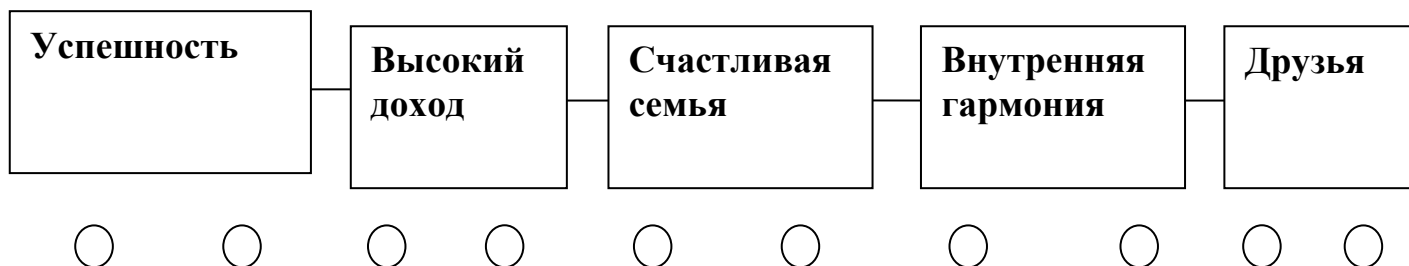 Успешность
Высокий
доход
Счастливая
семья
Внутренняя
гармония
Друзья